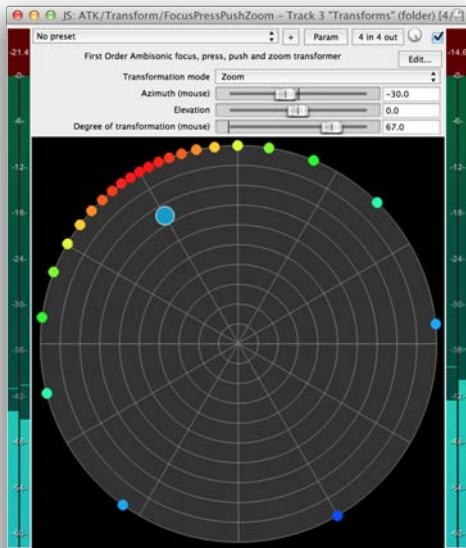 JS: ATK/Transform/FocusPressPushZoom - Track 3 "Transforms" (folder) [4/
No preset + Param 4 in 4 out
First Order Ambisonic focus, press, push and zoom transformer Edit...
Transformation mode Zoom
Azimuth (mouse) -30.0
Elevation 0.0
Degree of transformation (mouse) 67.0
-21.4 -14.6
-6- -6-
-12- -12-
-18- -18-
-24- -24-
-30- -30-
-36- -36-
-42- -42-
-54- -54-
-60- -60-